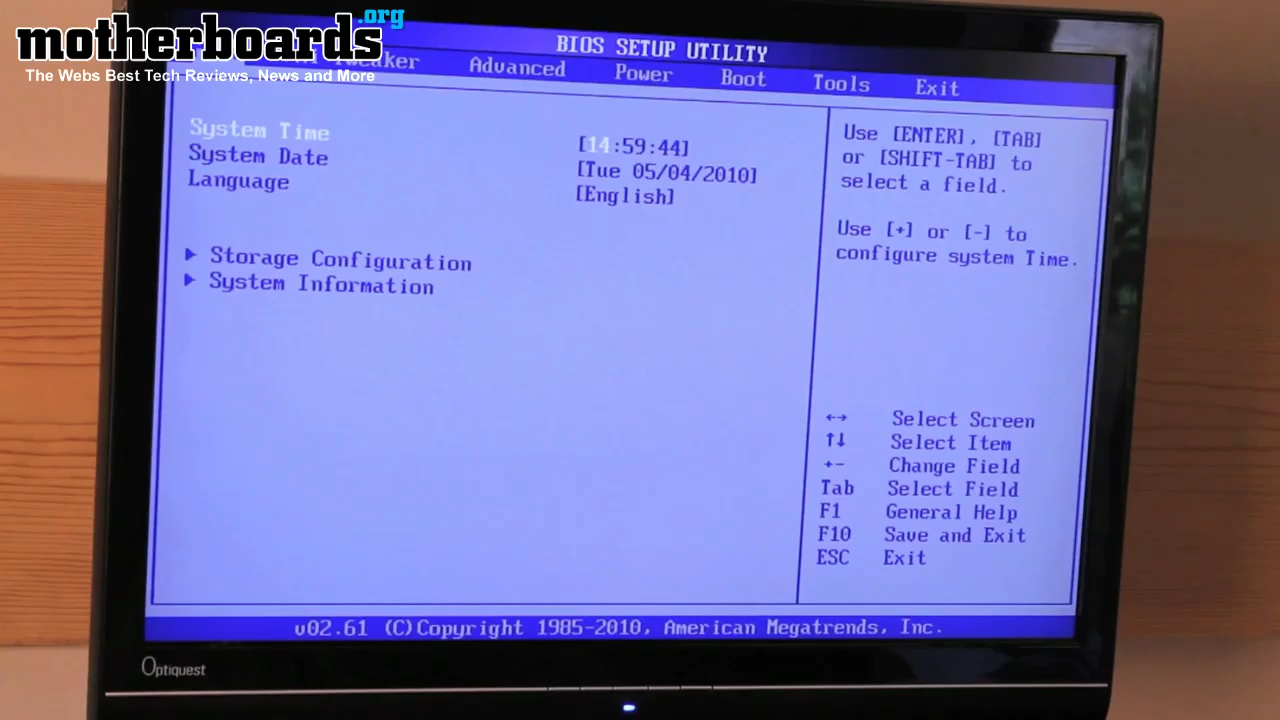 motherboards.org
The Webs Best Tech Reviews, News and More
BIOS SETUP UTILITY
Tweaker Advanced Power Boot Tools Exit
System Time [14:59:44]
System Date [Tue 05/04/2010]
Language [English]
Storage Configuration
System Information
Use [ENTER], [TAB]
or [SHIFT-TAB] to
select a field.
Use [+] or [-] to
configure system Time.
←→ Select Screen
↑↓ Select Item
+- Change Field
Tab Select Field
F1 General Help
F10 Save and Exit
ESC Exit
v02.61 (C)Copyright 1985-2010, American Megatrends, Inc.
Optiquest